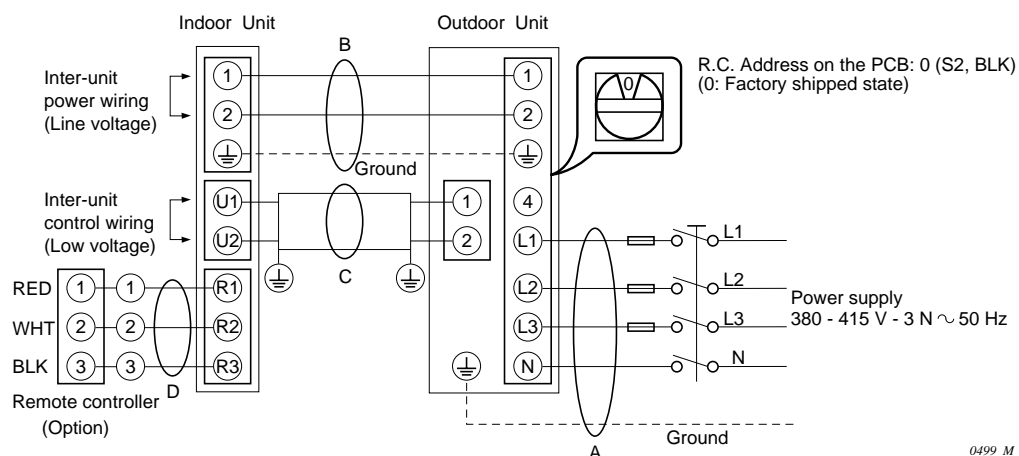 Indoor Unit
Outdoor Unit
B
R.C. Address on the PCB: 0 (S2, BLK)
(0: Factory shipped state)
0
Inter-unit
power wiring
(Line voltage)
1
1
2
2
Ground
Inter-unit
control wiring
(Low voltage)
U1
1
4
U2
2
L1
L1
C
RED
1
1
R1
L2
L2
WHT
2
2
R2
L3
L3
Power supply
380 - 415 V - 3 N ~ 50 Hz
BLK
3
3
R3
N
N
D
Remote controller
(Option)
Ground
A
0499_M